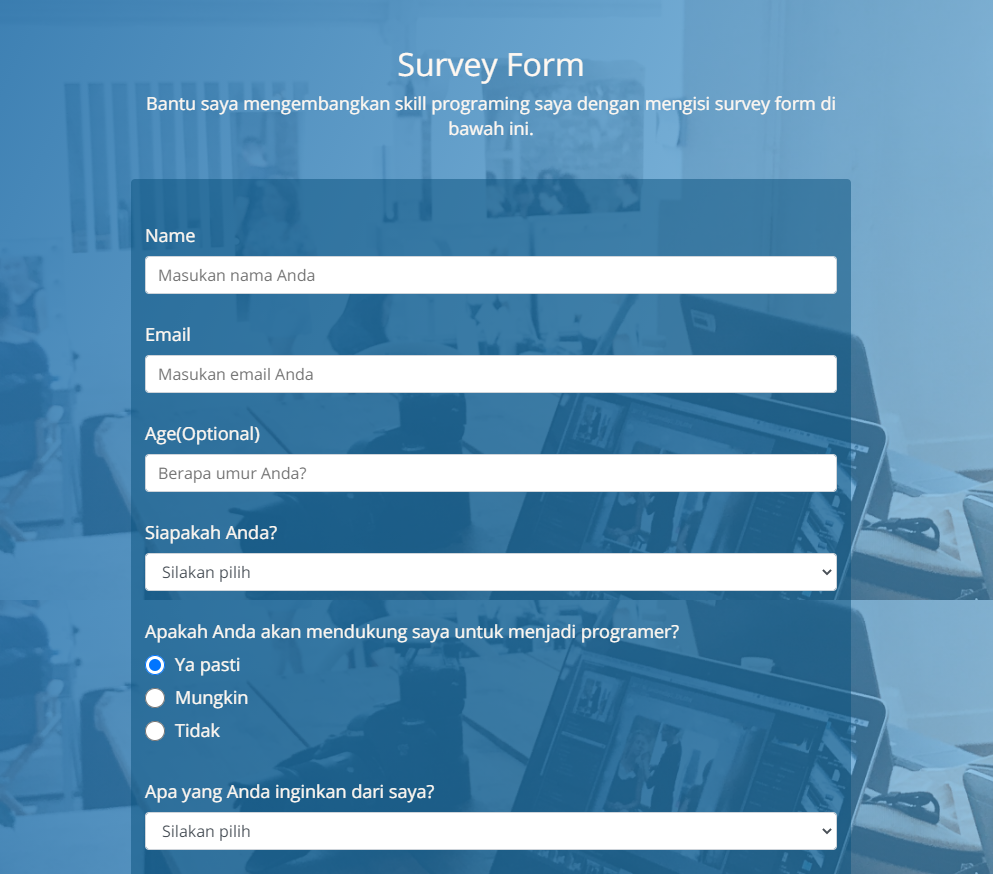 Survey Form
Bantu saya mengembangkan skill programing saya dengan mengisi survey form di
bawah ini.
Name
Masukan nama Anda
Email
Masukan email Anda
Age(Optional)
Berapa umur Anda?
Siapakah Anda?
Silakan pilih
Apakah Anda akan mendukung saya untuk menjadi programer?
Ya pasti
Mungkin
Tidak
Apa yang Anda inginkan dari saya?
Silakan pilih